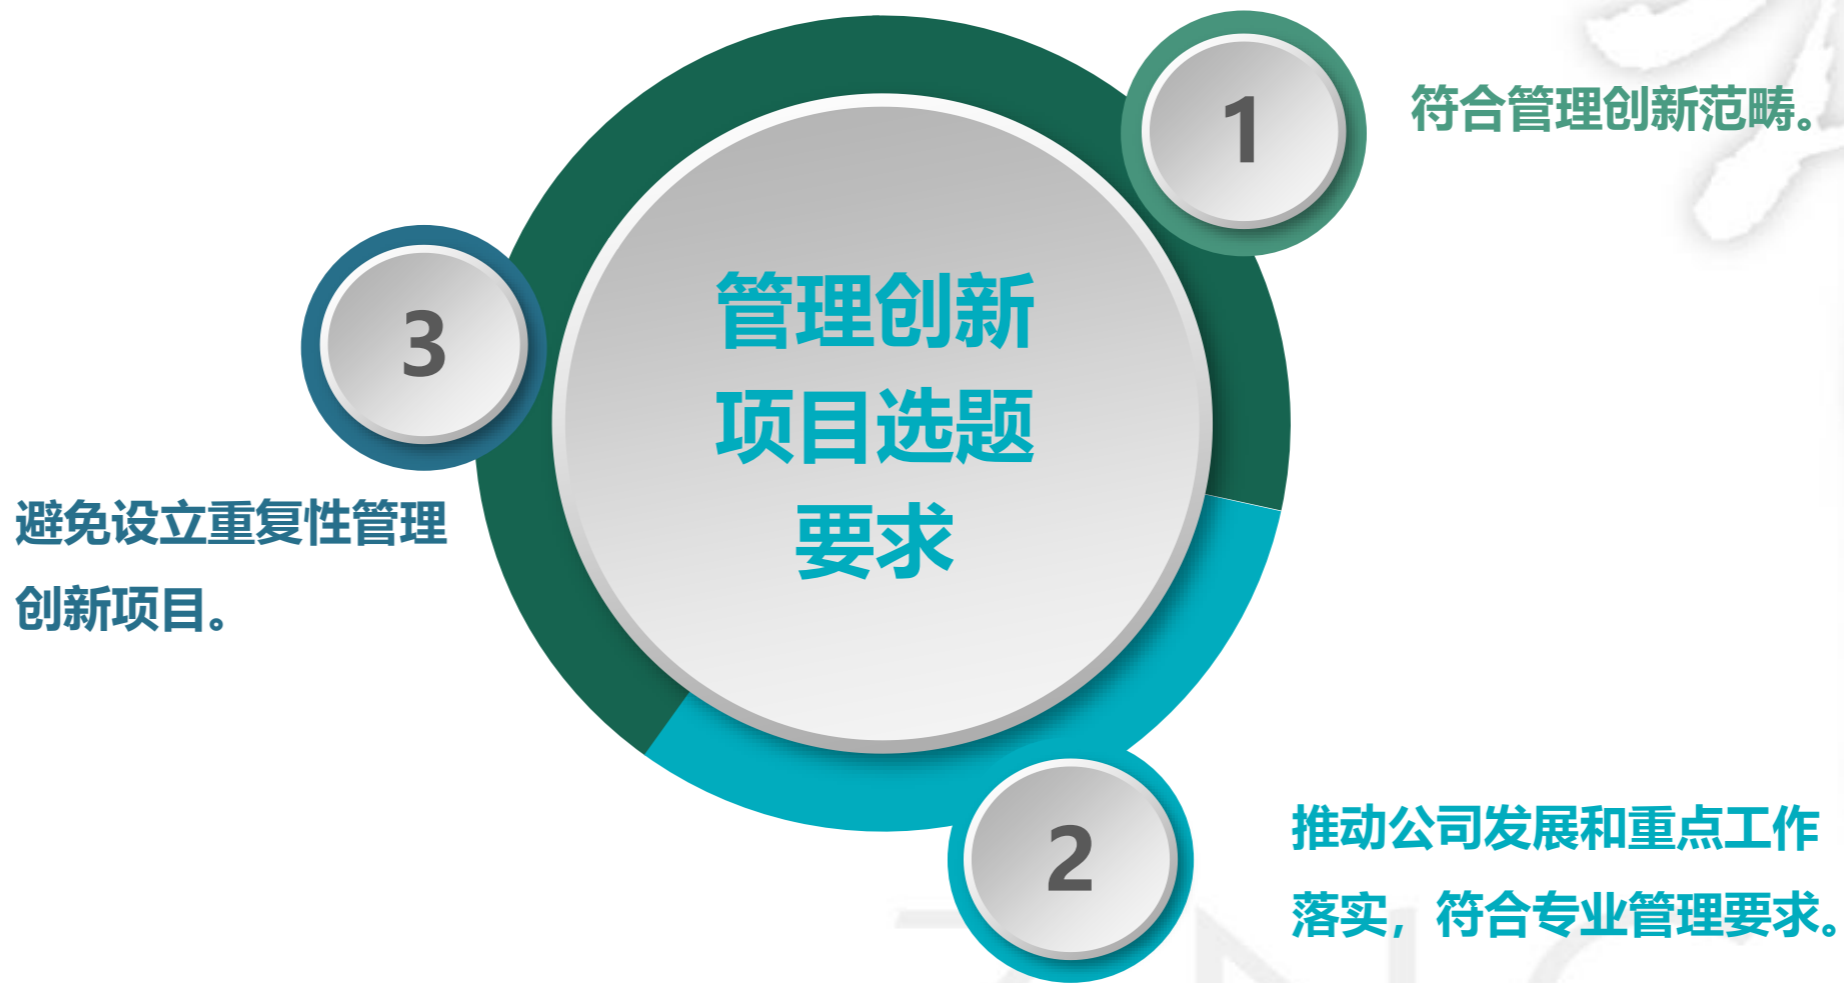 管理创新
项目选题
要求
1
符合管理创新范畴。
2
推动公司发展和重点工作
落实，符合专业管理要求。
3
避免设立重复性管理
创新项目。